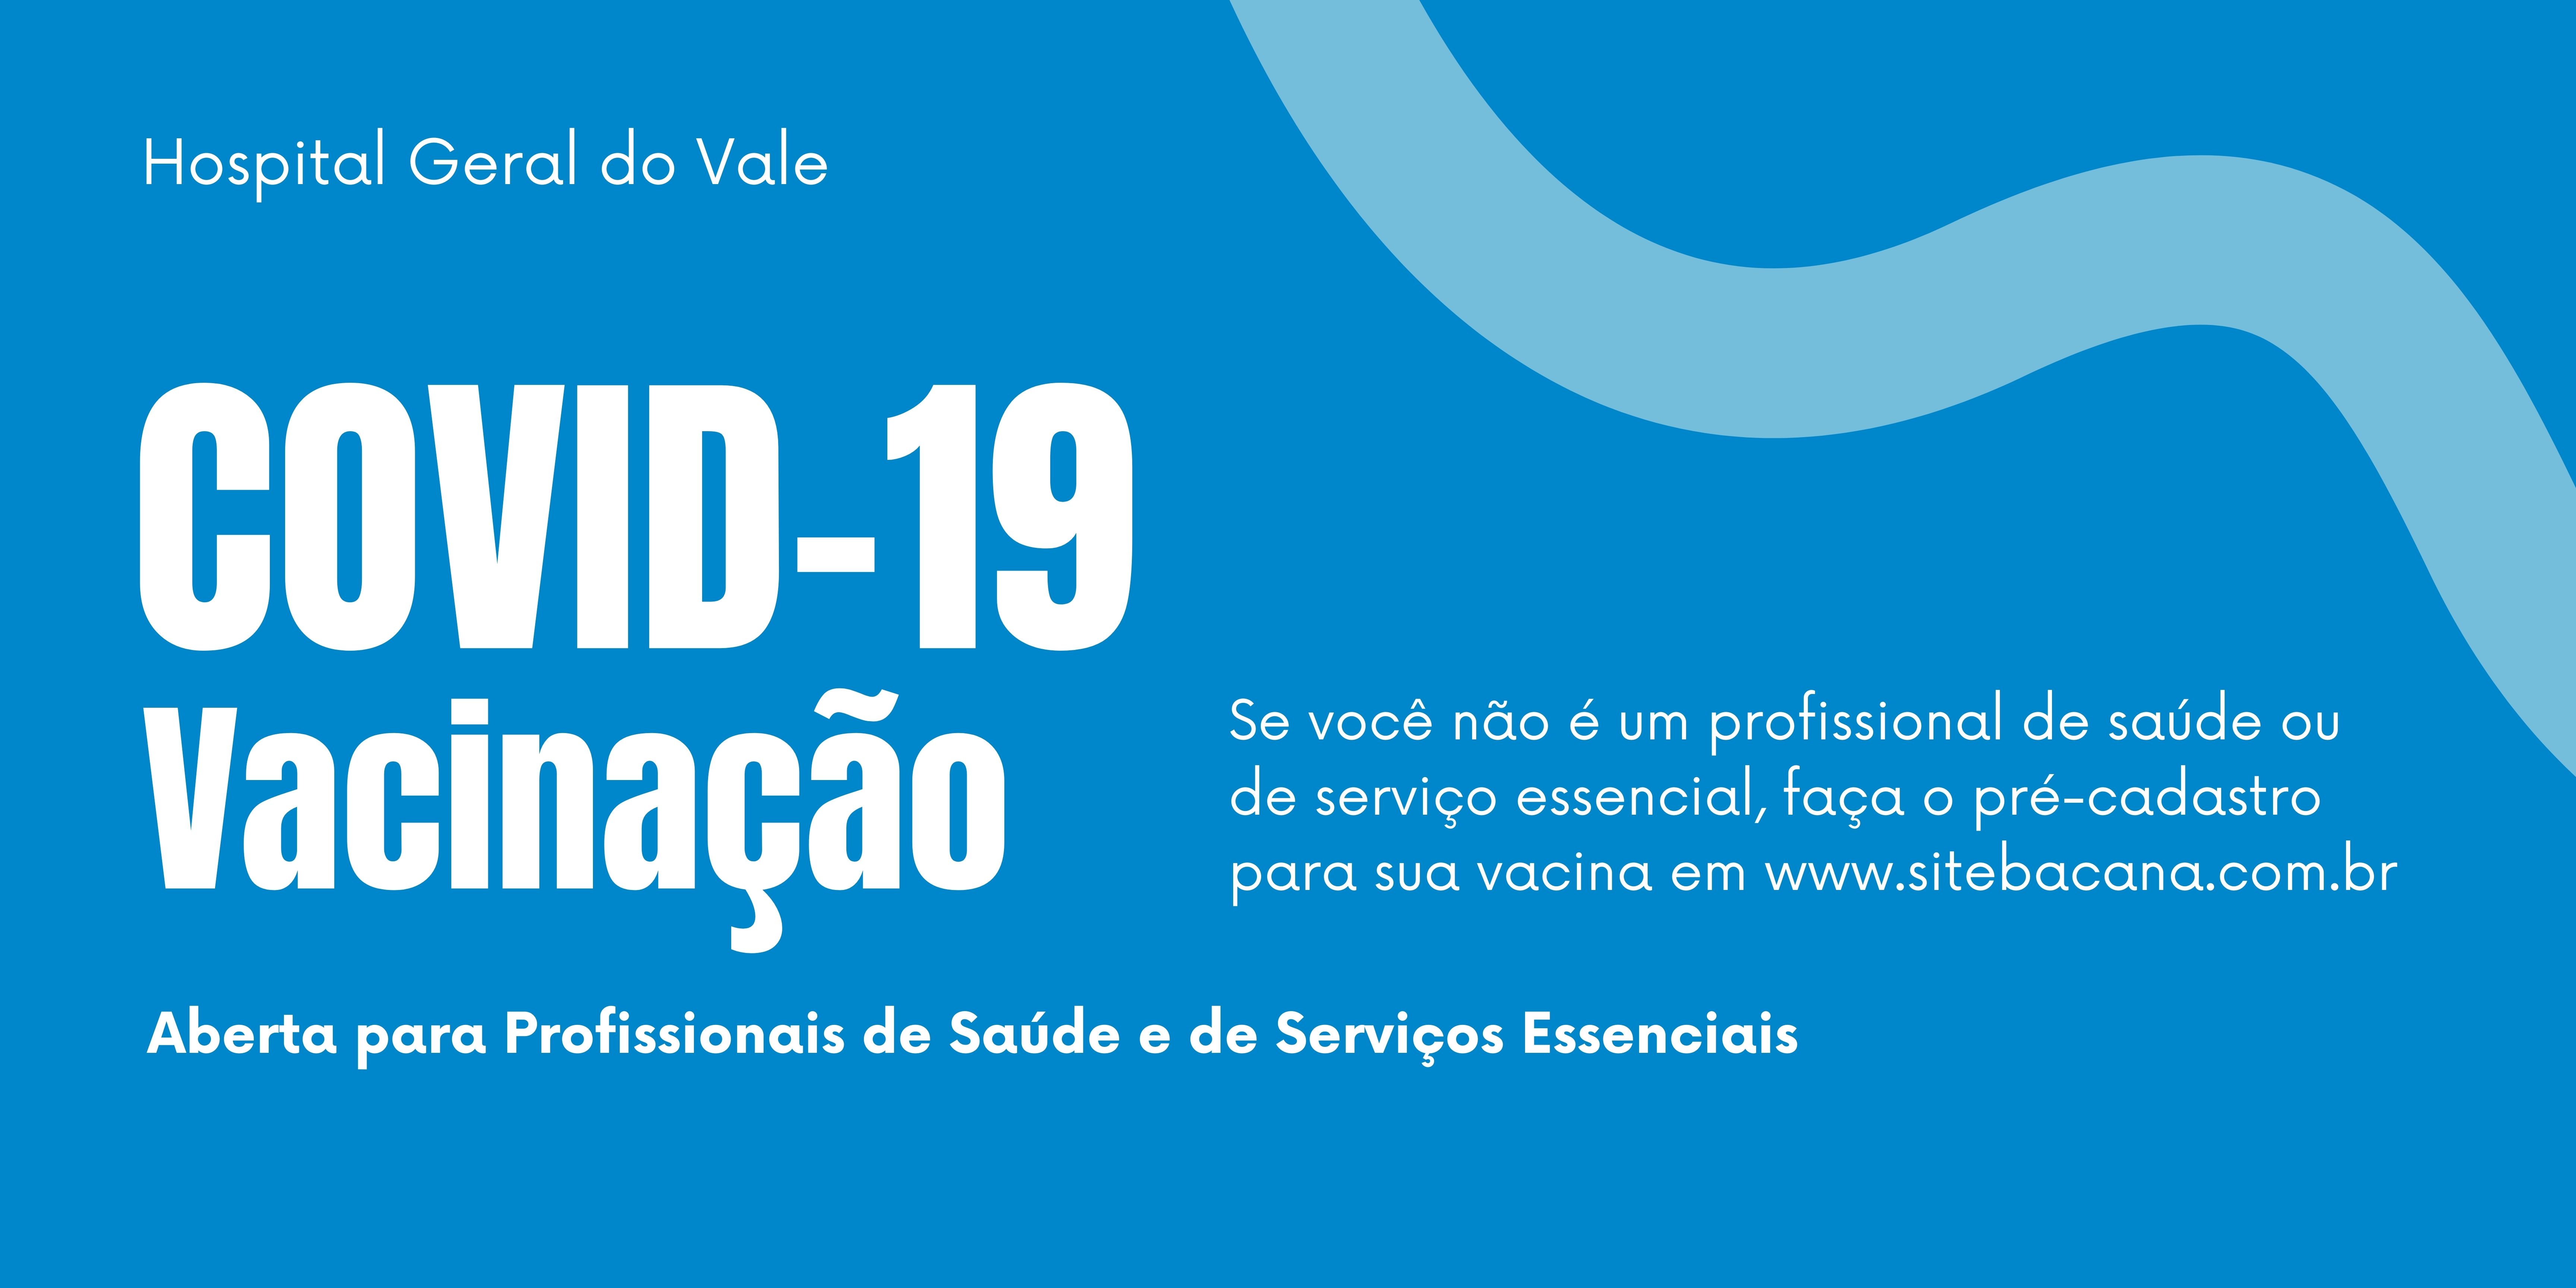 Hospital Geral do Vale
COVID-19
Vacinação
Se você não é um profissional de saúde ou
de serviço essencial, faça o pré-cadastro
para sua vacina em www.sitebacana.com.br
Aberta para Profissionais de Saúde e de Serviços Essenciais